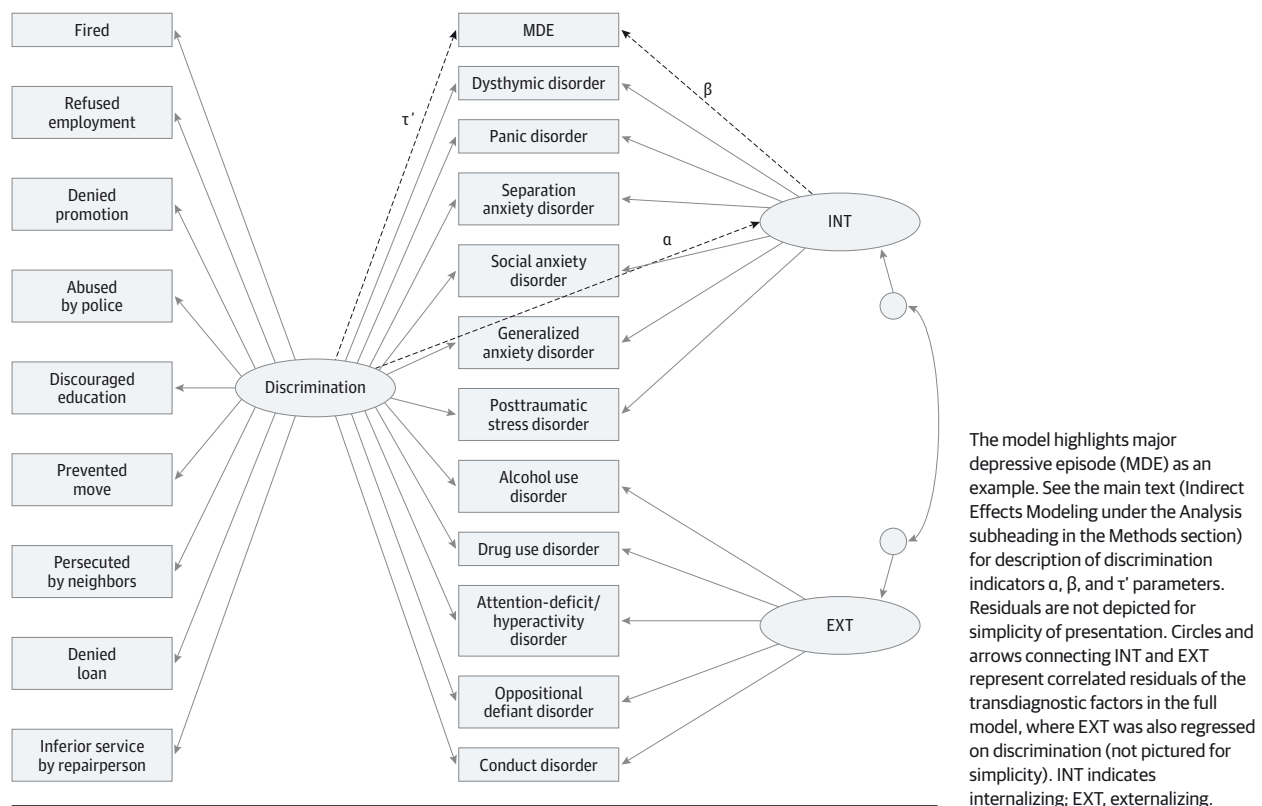 Fired
Refused
employment
Denied
promotion
Abused
by police
Discouraged
education
Prevented
move
Persecuted
by neighbors
Denied
loan
Inferior service
by repairperson
Discrimination
τ′
α
β
MDE
Dysthymic disorder
Panic disorder
Separation
anxiety disorder
Social anxiety
disorder
Generalized
anxiety disorder
Posttraumatic
stress disorder
Alcohol use
disorder
Drug use disorder
Attention-deficit/
hyperactivity
disorder
Oppositional
defiant disorder
Conduct disorder
INT
EXT
The model highlights major
depressive episode (MDE) as an
example. See the main text (Indirect
Effects Modeling under the Analysis
subheading in the Methods section)
for description of discrimination
indicators α, β, and τ′ parameters.
Residuals are not depicted for
simplicity of presentation. Circles and
arrows connecting INT and EXT
represent correlated residuals of the
transdiagnostic factors in the full
model, where EXT was also regressed
on discrimination (not pictured for
simplicity). INT indicates
internalizing; EXT, externalizing.